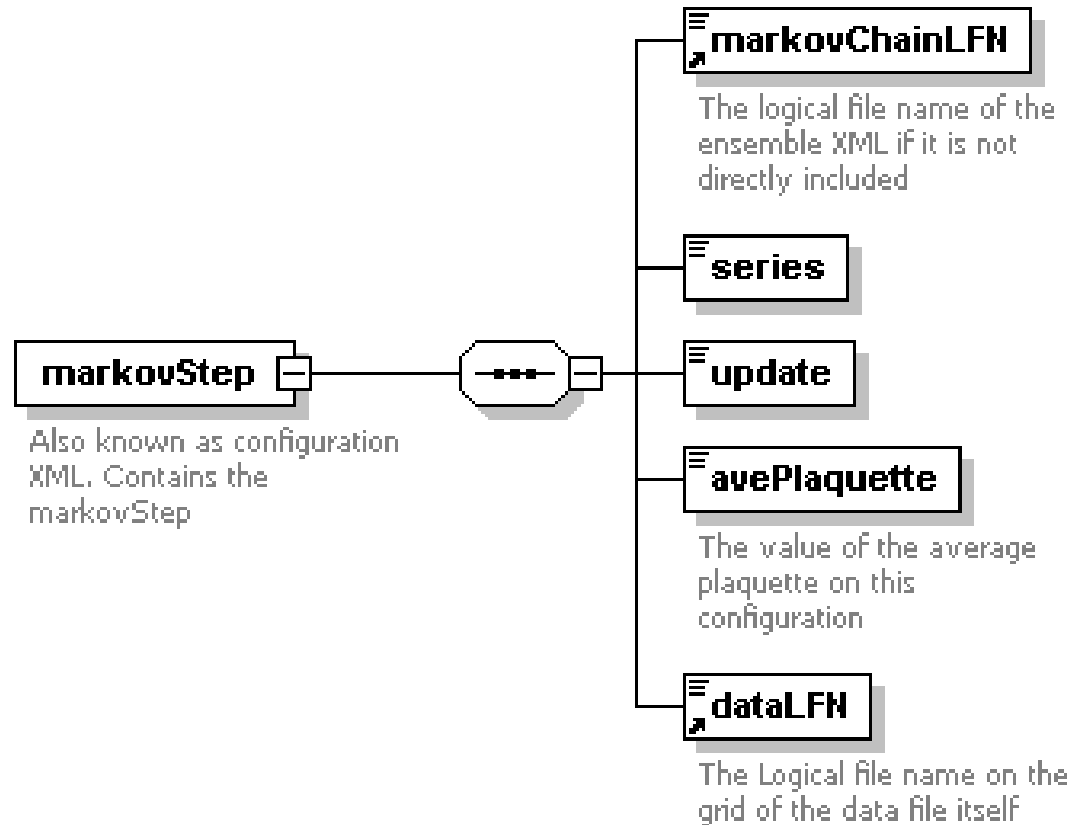 markovChainLFN
The logical file name of the
ensemble XML if it is not
directly included
series
markovStep
Also known as configuration
XML. Contains the
markovStep
update
avePlaquette
The value of the average
plaquette on this
configuration
dataLFN
The Logical file name on the
grid of the data file itself